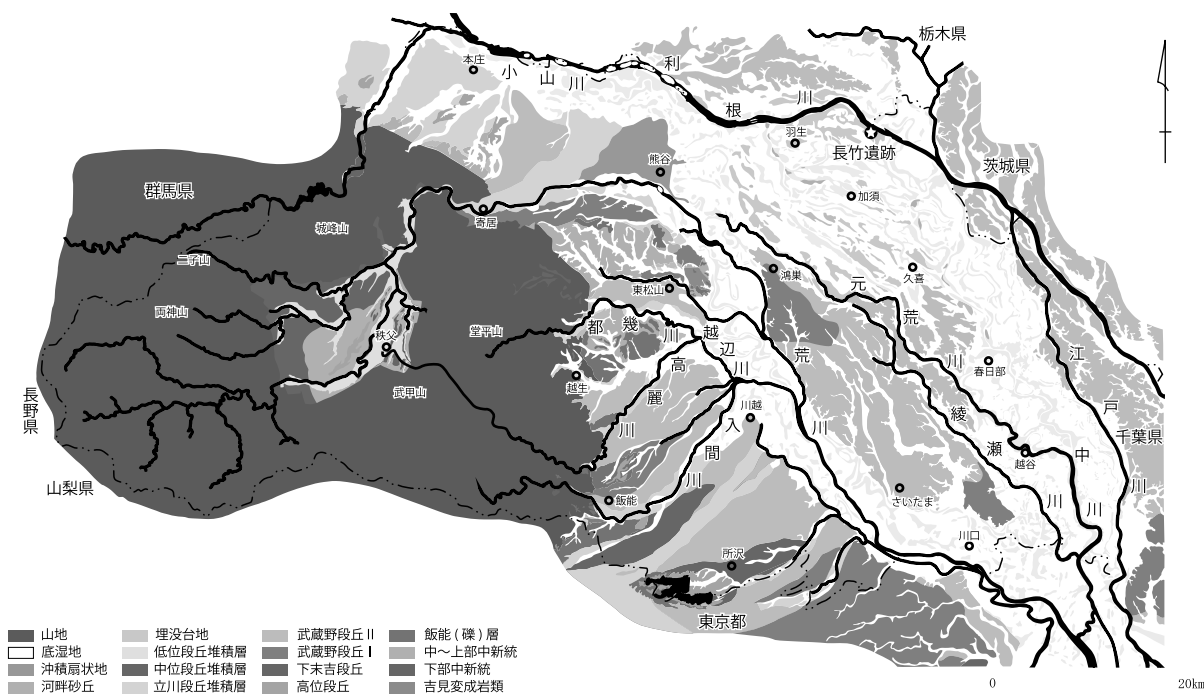 栃木県
本庄
小山川
利根川
羽生
長竹遺跡
茨城県
熊谷
加須
群馬県
寄居
城峰山
二子山
久喜
鴻巣
元荒川
東松山
両神山
秩父
堂平山
都幾川
越辺川
荒川
江戸川
春日部
越生
高麗川
武甲山
長野県
川越
入間川
綾瀬川
中川
千葉県
越谷
山梨県
飯能
さいたま
川口
所沢
東京都
山地
底湿地
沖積扇状地
河畔砂丘
埋没台地
低位段丘堆積層
中位段丘堆積層
立川段丘堆積層
武蔵野段丘Ⅱ
武蔵野段丘Ⅰ
下末吉段丘
高位段丘
飯能(礫)層
中～上部中新統
下部中新統
吉見変成岩類
0 20km